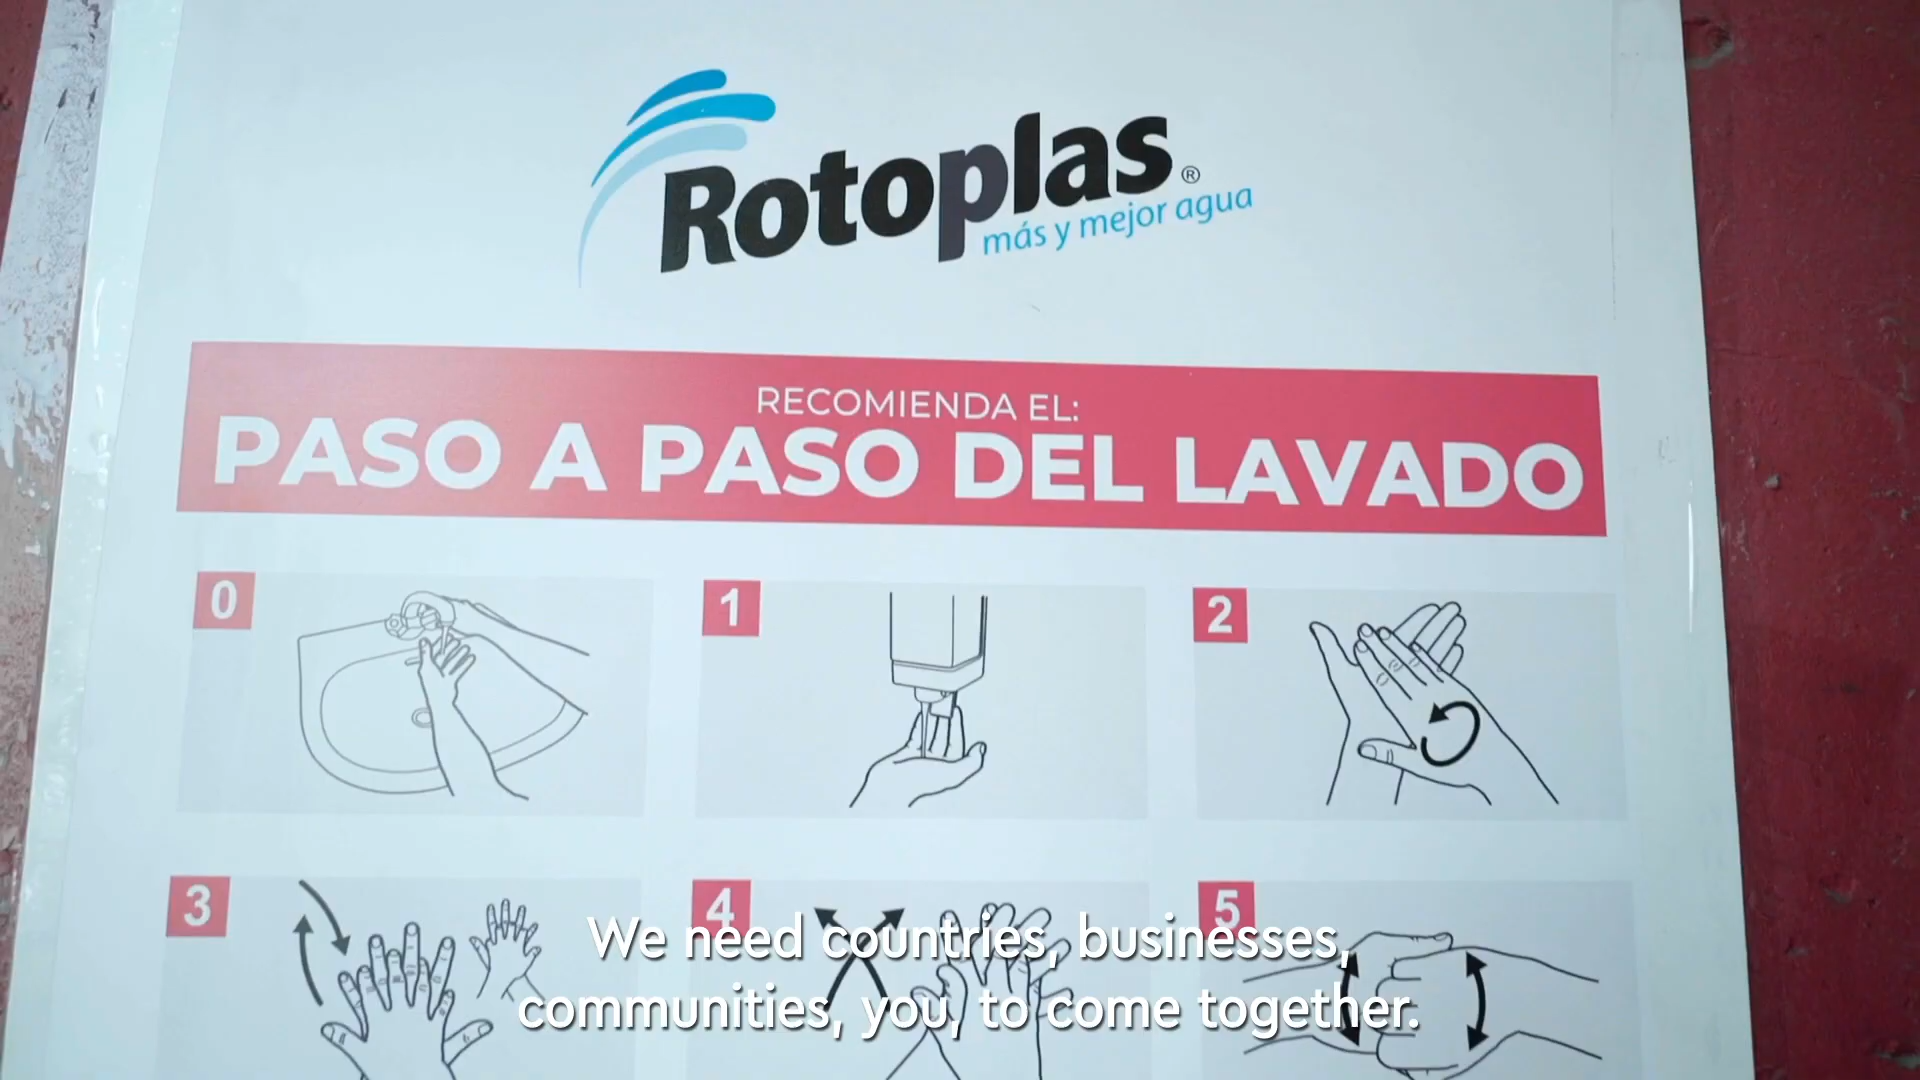 Rotoplas®
más y mejor agua
RECOMIENDA EL:
PASO A PASO DEL LAVADO
0
1
2
3
4
5
We need countries, businesses,
communities, you, to come together.